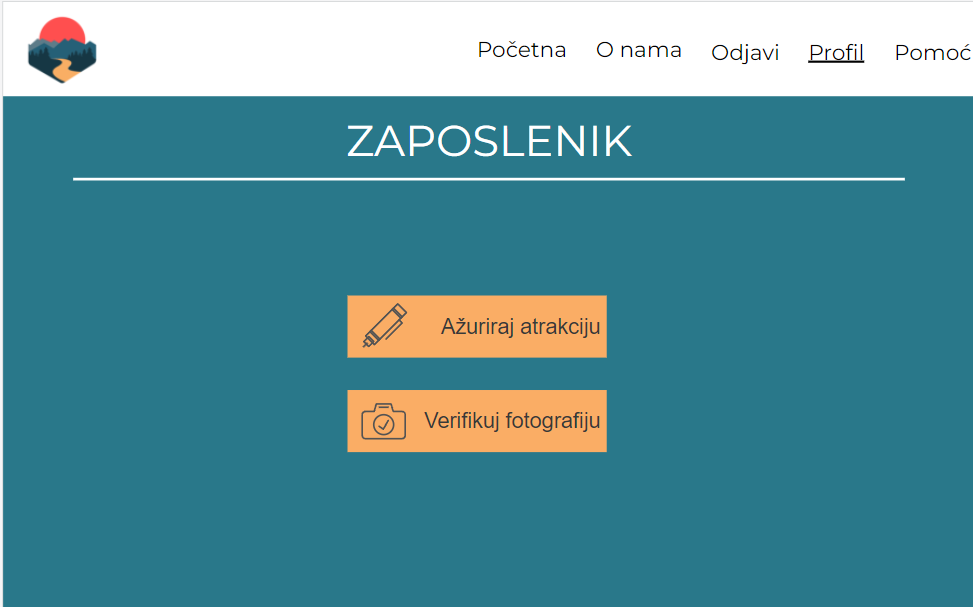 Početna O nama Odjavi Profil Pomoć
ZAPOSLENIK
Ažuriraj atrakciju
Verifikuj fotografiju